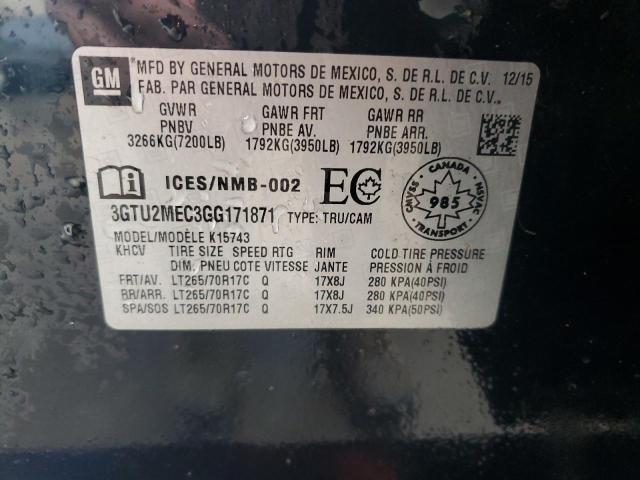 GM
MFD BY GENERAL MOTORS DE MEXICO, S. DE R.L. DE C.V. 12/15
FAB. PAR GENERAL MOTORS DE MEXICO, S. DE R.L. DE C.V.
GVWR GAWR FRT GAWR RR
PNBV PNBE AV. PNBE ARR.
3266KG(7200LB) 1792KG(3950LB) 1792KG(3950LB)
ICES/NMB-002 EC
CANADA
CMVSS 985 NSVAC
TRANSPORT
3GTU2MEC3GG171871 TYPE: TRU/CAM
MODEL/MODÈLE K15743
KHCV TIRE SIZE SPEED RTG RIM COLD TIRE PRESSURE
DIM. PNEU COTE VITESSE JANTE PRESSION À FROID
FRT/AV. LT265/70R17C Q 17X8J 280 KPA(40PSI)
RR/ARR. LT265/70R17C Q 17X8J 280 KPA(40PSI)
SPA/SOS LT265/70R17C Q 17X7.5J 340 KPA(50PSI)